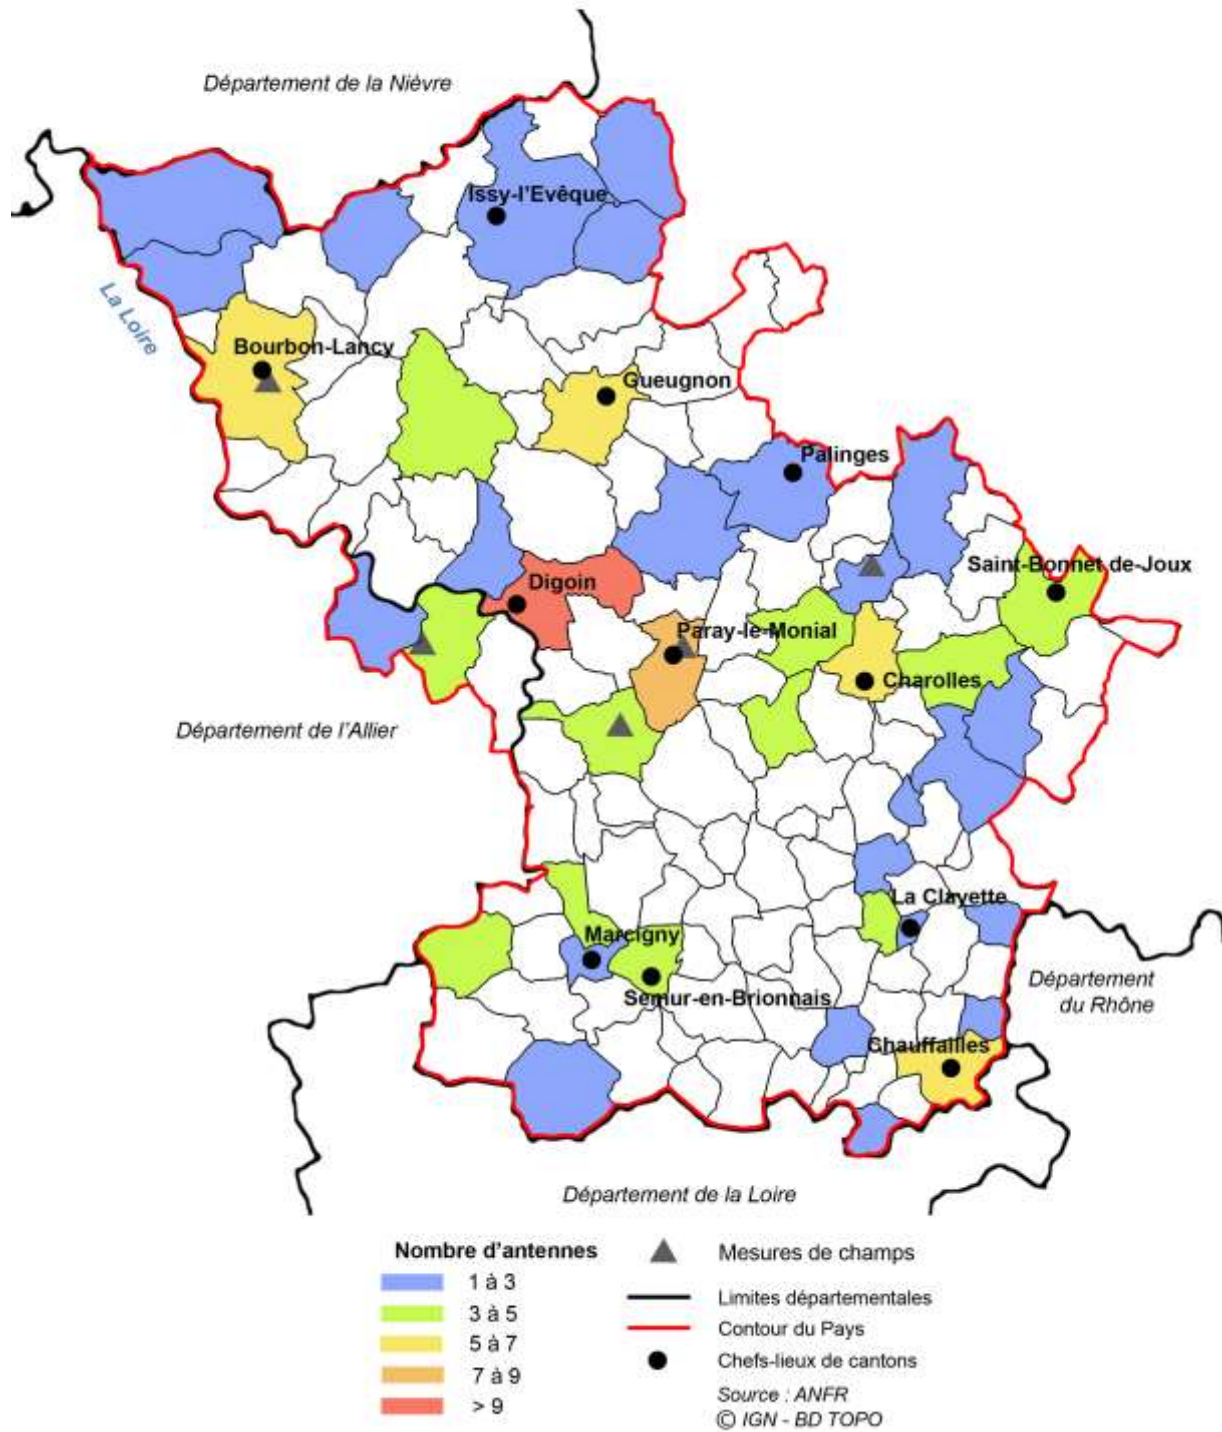 Département de la Nièvre
Issy-l'Evêque
La Loire
Bourbon-Lancy
Gueugnon
Palinges
Saint-Bonnet de-Joux
Digoin
Paray-le-Monial
Charolles
Département de l'Allier
La Clayette
Marcigny
Semur-en-Brionnais
Département
du Rhône
Chauffailles
Département de la Loire
Nombre d'antennes
1 à 3
3 à 5
5 à 7
7 à 9
> 9
Mesures de champs
Limites départementales
Contour du Pays
Chefs-lieux de cantons
Source : ANFR
© IGN - BD TOPO